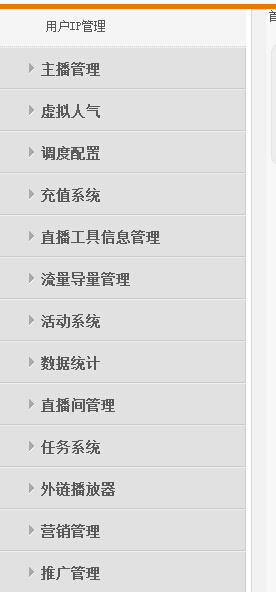 用户IP管理
主播管理
虚拟人气
调度配置
充值系统
直播工具信息管理
流量导量管理
活动系统
数据统计
直播间管理
任务系统
外链播放器
营销管理
推广管理